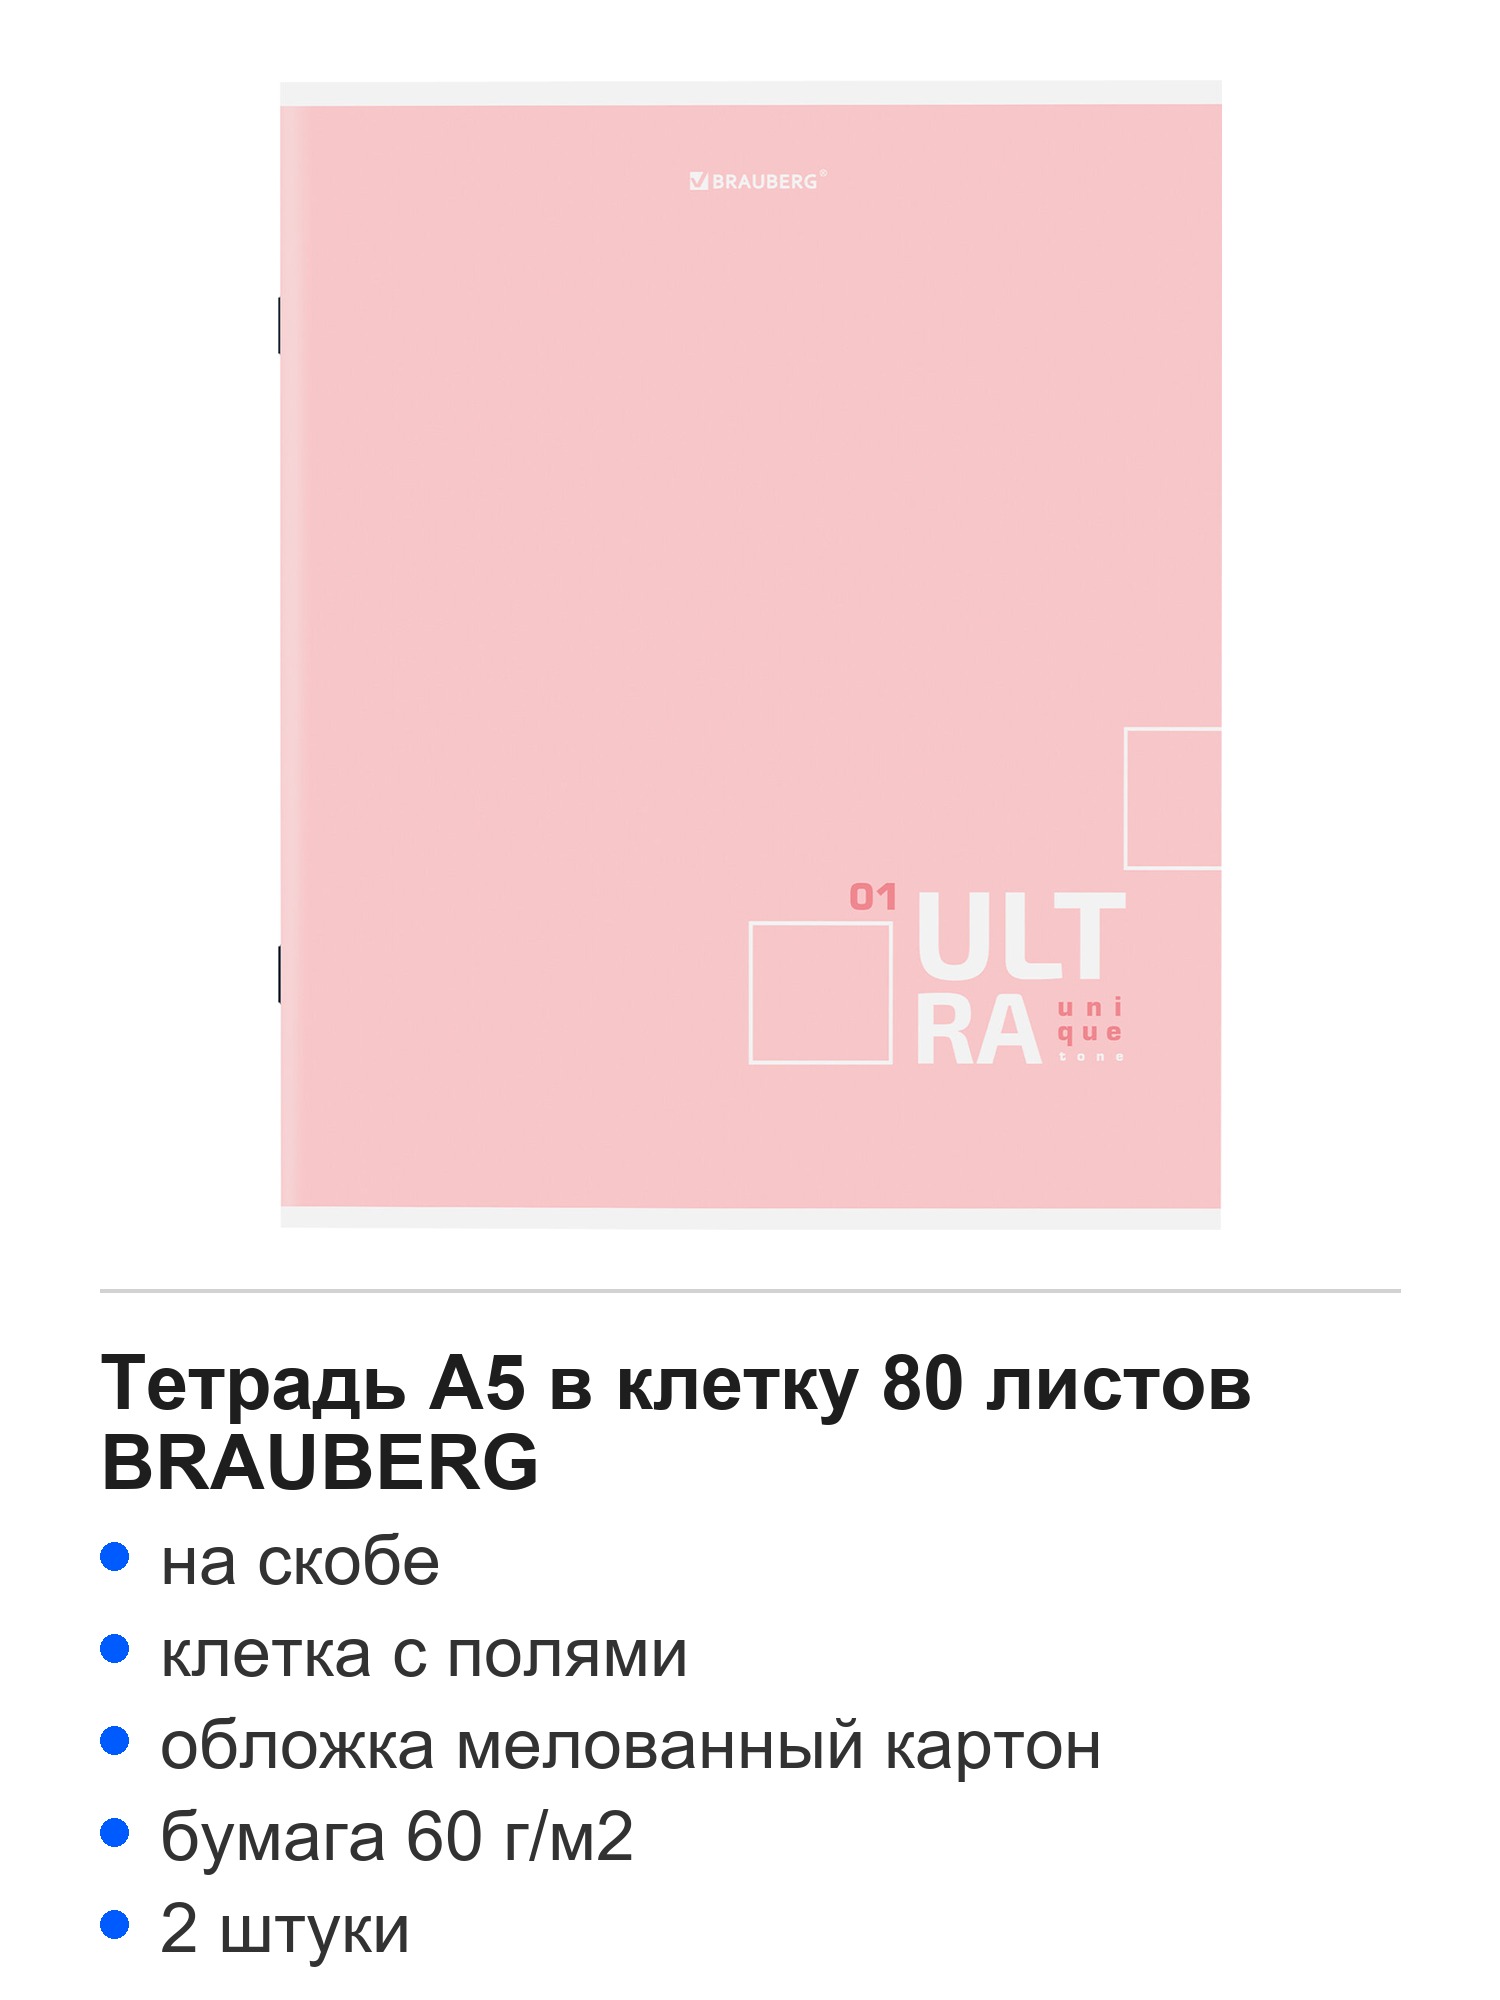 BRAUBERG®
01
ULT
RA
uni
que
tone
Тетрадь А5 в клетку 80 листов
BRAUBERG
на скобе
клетка с полями
обложка мелованный картон
бумага 60 г/м2
2 штуки